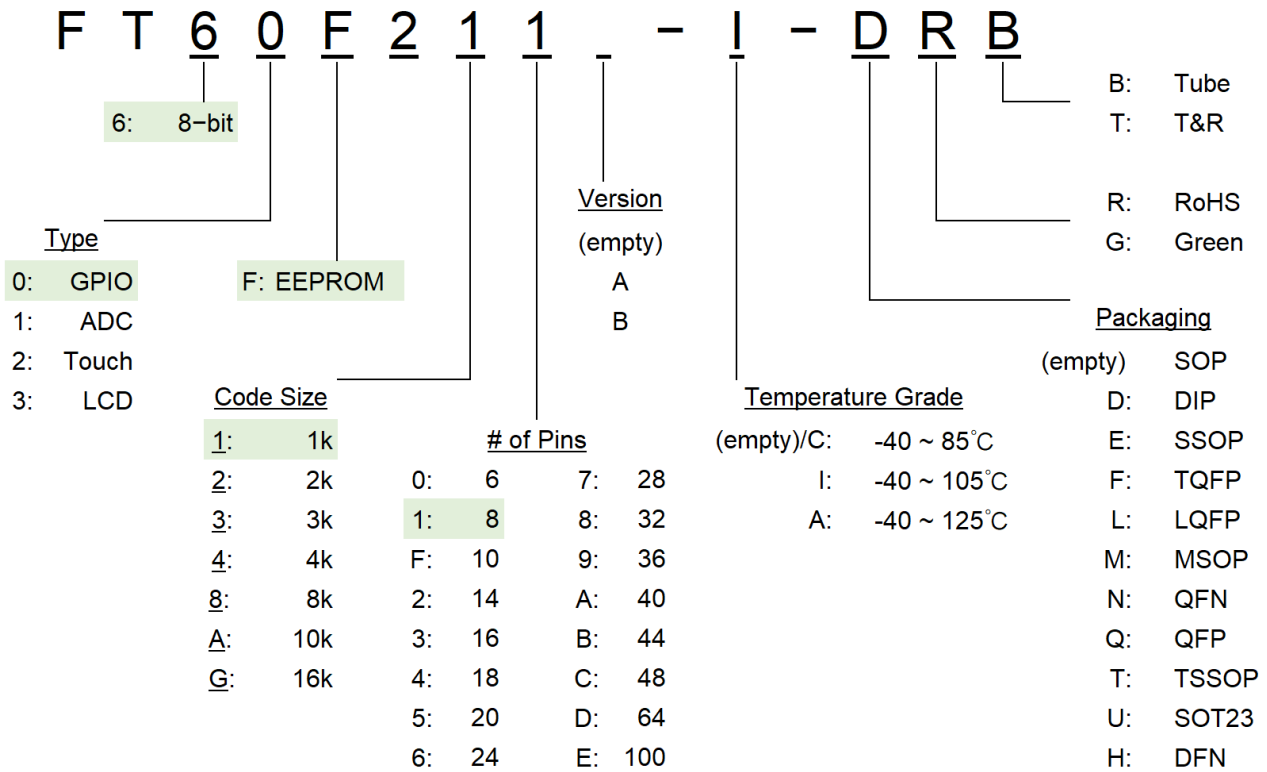 F T 6 0 F 2 1 1 _ - I - D R B
6: 8-bit
B: Tube
T: T&R
R: RoHS
G: Green
Version
(empty)
A
B
Type
0: GPIO
1: ADC
2: Touch
3: LCD
F: EEPROM
Packaging
(empty) SOP
D: DIP
E: SSOP
F: TQFP
L: LQFP
M: MSOP
N: QFN
Q: QFP
T: TSSOP
U: SOT23
H: DFN
Code Size
1: 1k
2: 2k
3: 3k
4: 4k
8: 8k
A: 10k
G: 16k
# of Pins
0: 6 7: 28
1: 8 8: 32
F: 10 9: 36
2: 14 A: 40
3: 16 B: 44
4: 18 C: 48
5: 20 D: 64
6: 24 E: 100
Temperature Grade
(empty)/C: -40 ~ 85°C
I: -40 ~ 105°C
A: -40 ~ 125°C